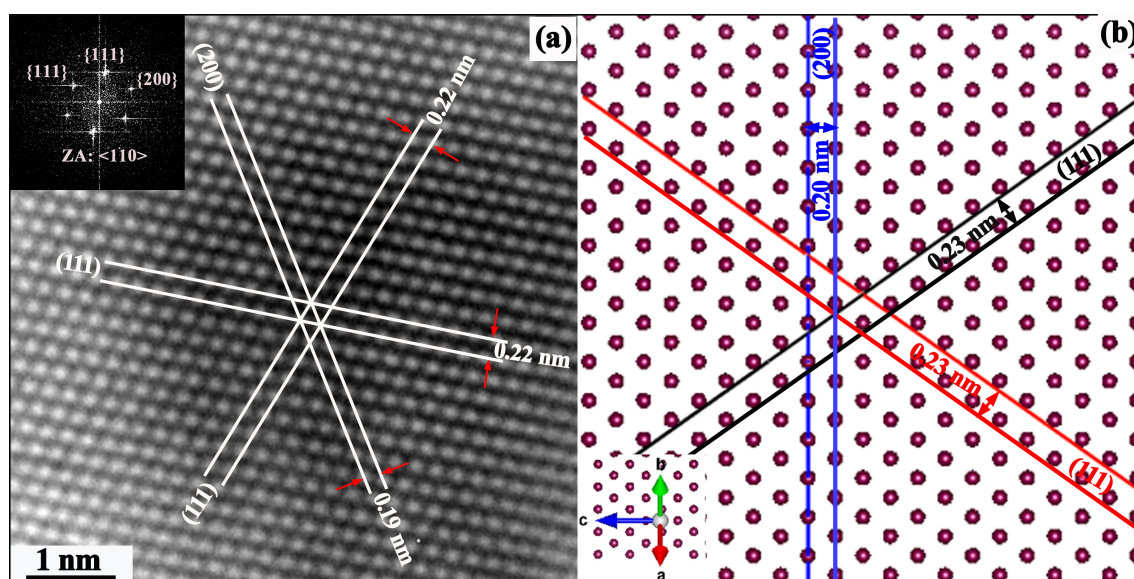 (a)
{111}
{111}
{200}
ZA: <110>
(200)
0.22 nm
(111)
0.22 nm
(111)
0.19 nm
1 nm
(b)
(200)
0.20 nm
(111)
0.23 nm
0.23 nm
(111)
b
c
a